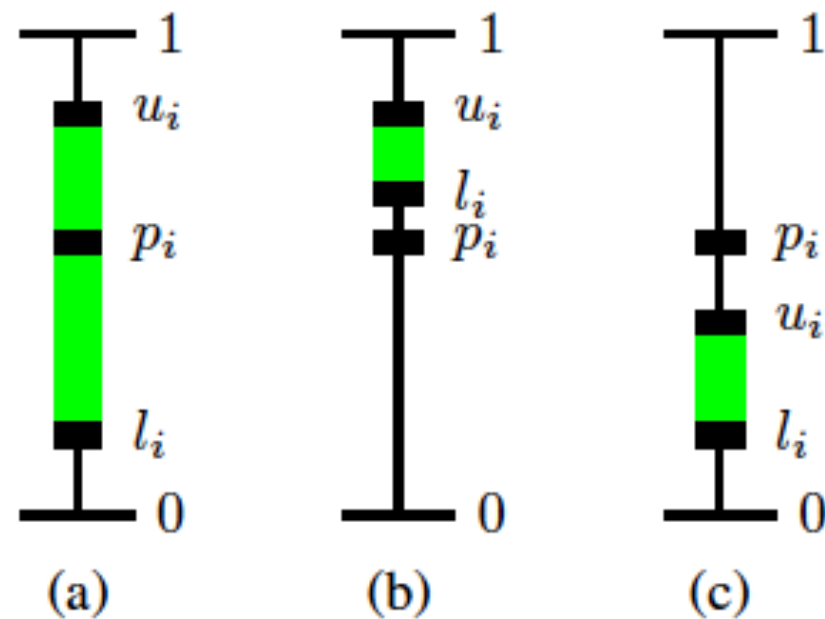 1 1 1
u_i u_i
l_i
p_i p_i p_i
u_i
l_i l_i
0 0 0
(a) (b) (c)